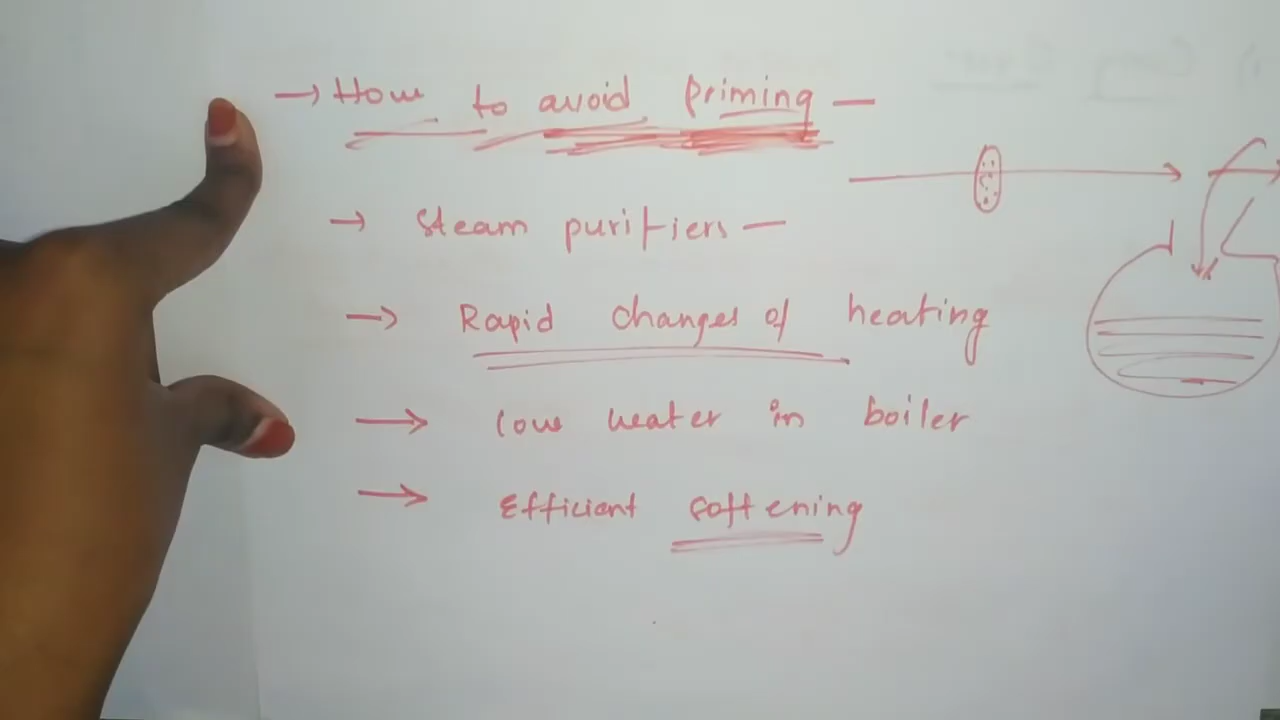 → How to avoid priming —
→ Steam purifiers —
→ Rapid changes of heating
→ low water in boiler
→ Efficient softening